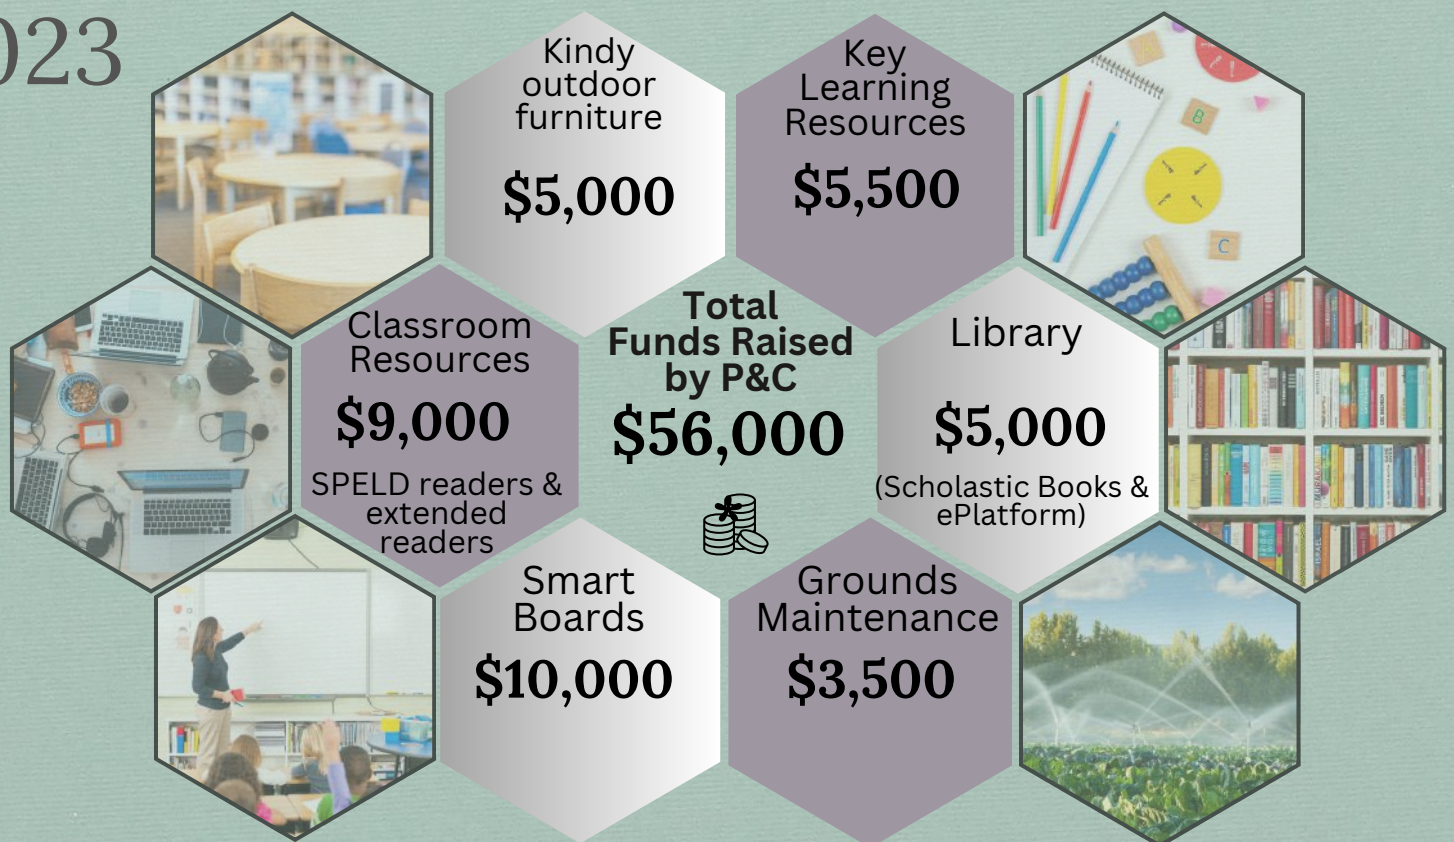 023
Kindy
outdoor
furniture
$5,000
Key
Learning
Resources
$5,500
Classroom
Resources
$9,000
SPELD readers &
extended
readers
Total
Funds Raised
by P&C
$56,000
Library
$5,000
(Scholastic Books &
ePlatform)
Smart
Boards
$10,000
Grounds
Maintenance
$3,500
B
C